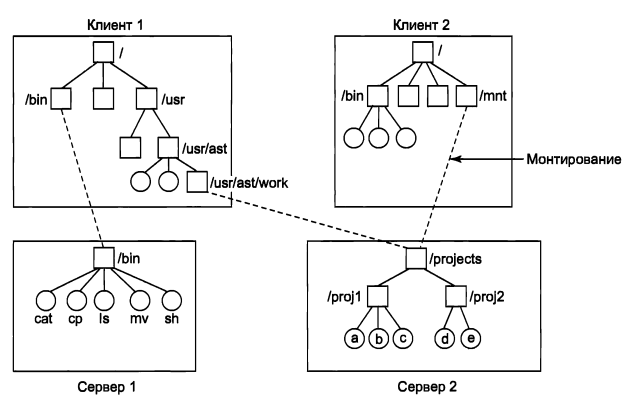 Клиент 1
Клиент 2
/
/
/bin
/usr
/bin
/mnt
/usr/ast
Монтирование
/usr/ast/work
/bin
/projects
/proj1
/proj2
cat cp ls mv sh
a b c d e
Сервер 1
Сервер 2